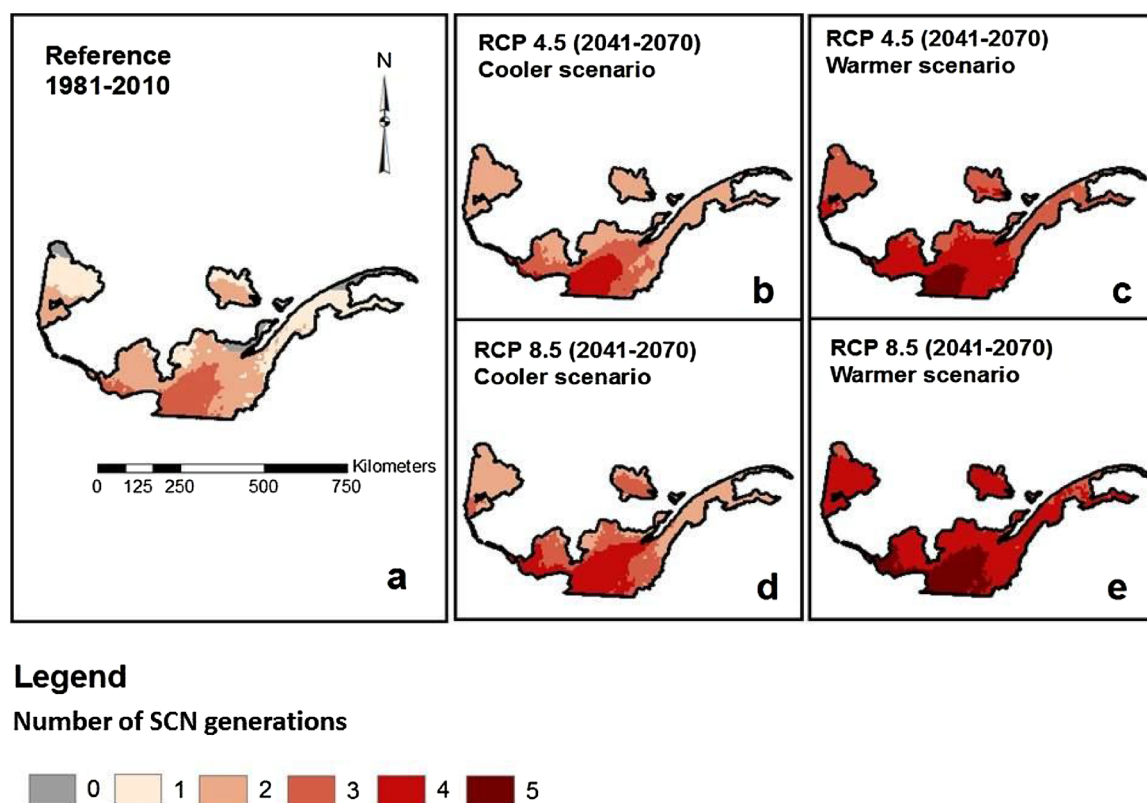 Reference
1981-2010
N
Kilometers
0 125 250 500 750
a
RCP 4.5 (2041-2070)
Cooler scenario
b
RCP 4.5 (2041-2070)
Warmer scenario
c
RCP 8.5 (2041-2070)
Cooler scenario
d
RCP 8.5 (2041-2070)
Warmer scenario
e
Legend
Number of SCN generations
0 1 2 3 4 5